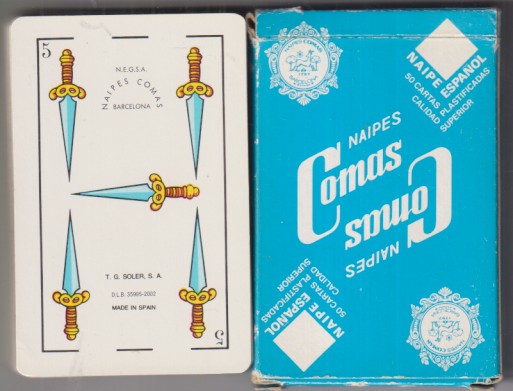 5
N.E.G.S.A.
NAIPES COMAS
BARCELONA
T. G. SOLER, S. A.
D.L.B. 35965-2002
MADE IN SPAIN
5
NAIPE ESPAÑOL
50 CARTAS PLASTIFICADAS
CALIDAD SUPERIOR
NAIPES
Comas
Comas
NAIPES
NAIPE ESPAÑOL
50 CARTAS PLASTIFICADAS
CALIDAD
SUPERIOR